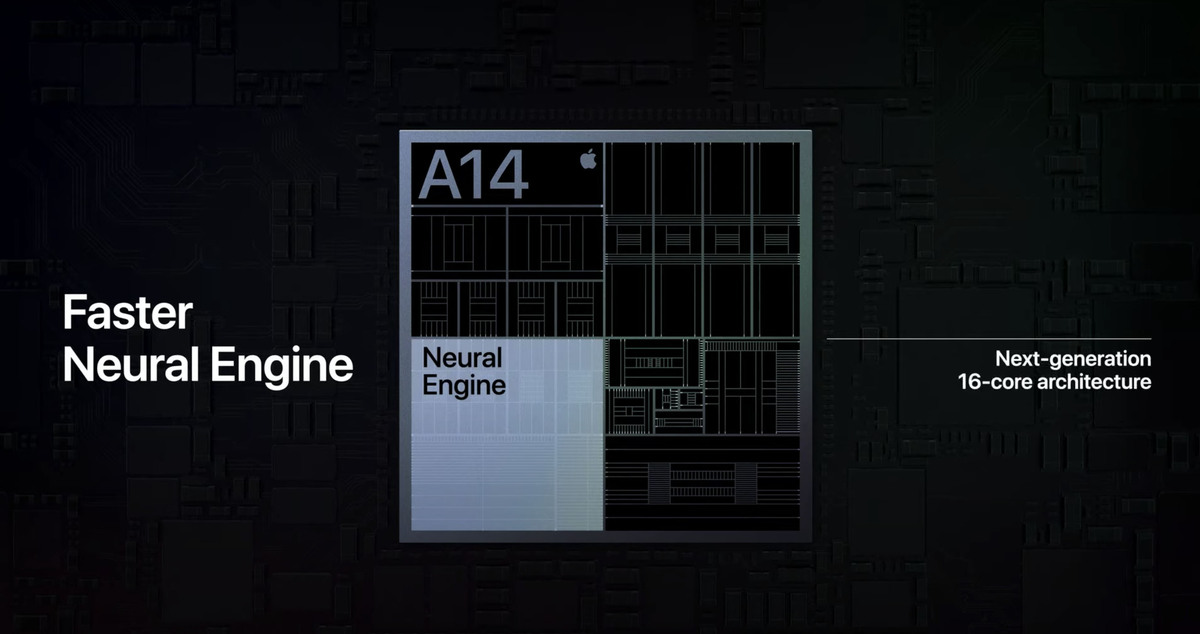 Faster
Neural Engine
A14
Neural
Engine
Next-generation
16-core architecture